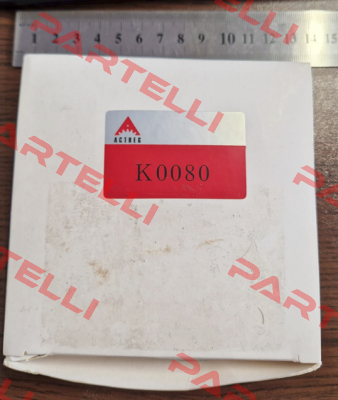 1 2 3 4 5 6 7 8 9 10 11 12 13 14 15
PARTELLI
ACTREG
K0080
PARTELLI
PARTELLI
PARTELLI
PARTELLI